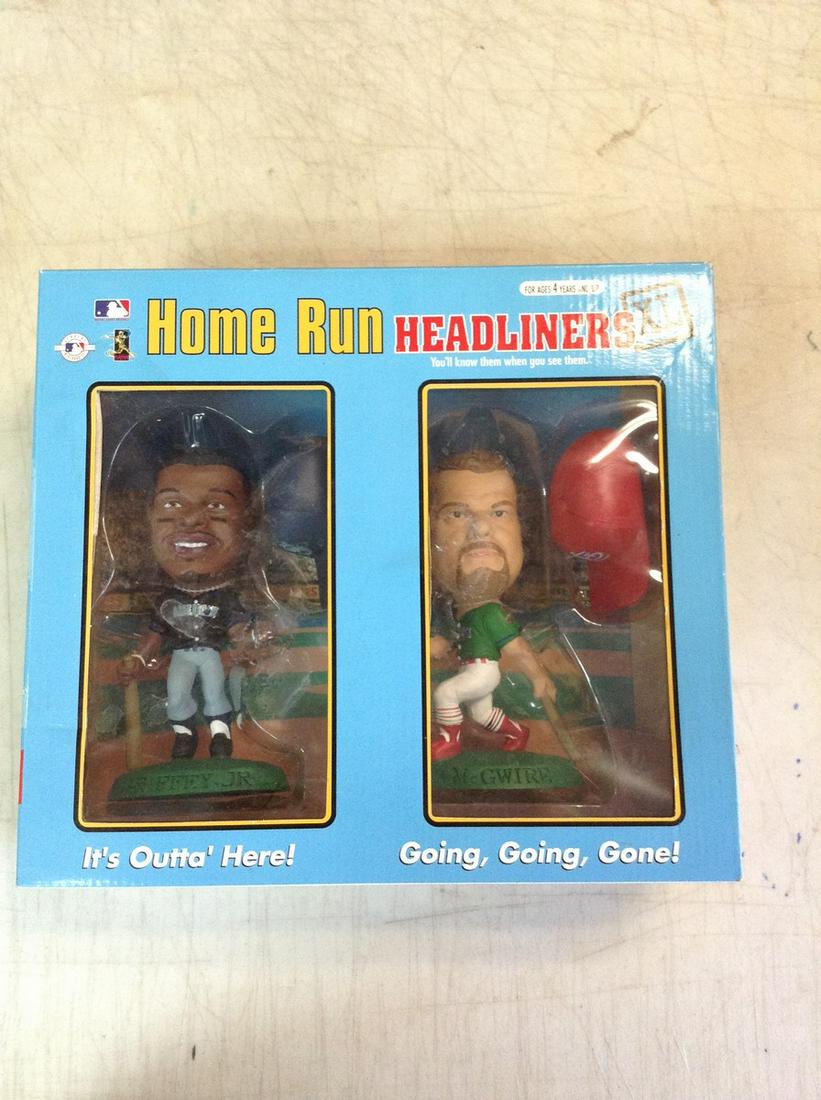 FOR AGES 4 YEARS AND UP
Home Run HEADLINERS XL
You'll know them when you see them.
GRIFFEY JR
McGWIRE
It's Outta' Here!
Going, Going, Gone!